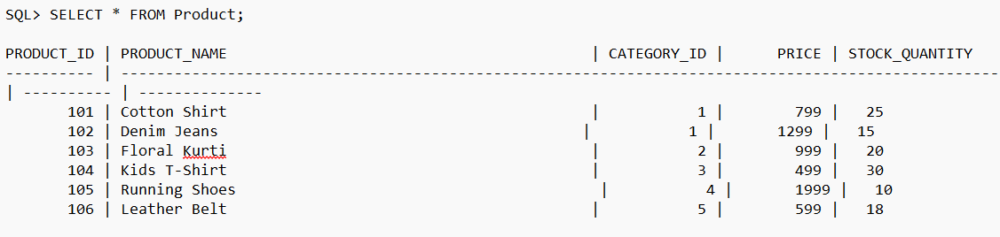 SQL> SELECT * FROM Product;
PRODUCT_ID | PRODUCT_NAME | CATEGORY_ID | PRICE | STOCK_QUANTITY
---------- | ----------------------------------------------------------------------------------------------------
| ---------- | --------------
101 | Cotton Shirt | 1 | 799 | 25
102 | Denim Jeans | 1 | 1299 | 15
103 | Floral Kurti | 2 | 999 | 20
104 | Kids T-Shirt | 3 | 499 | 30
105 | Running Shoes | 4 | 1999 | 10
106 | Leather Belt | 5 | 599 | 18